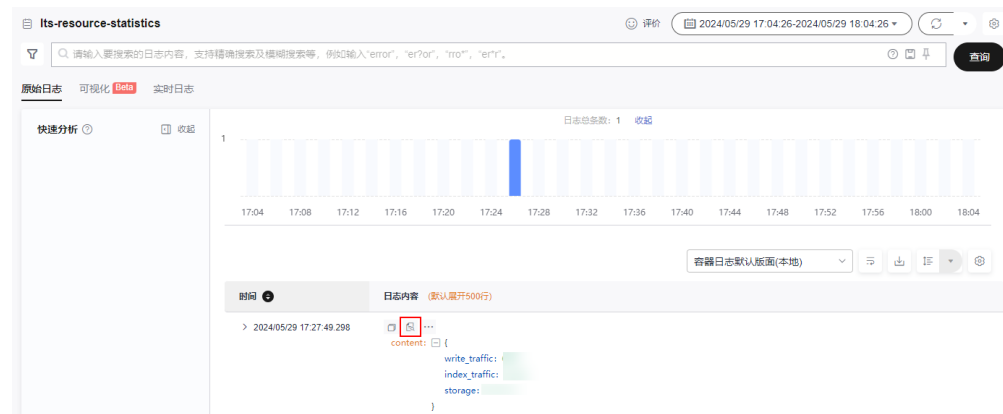 lts-resource-statistics
评价
2024/05/29 17:04:26-2024/05/29 18:04:26
请输入要搜索的日志内容，支持精确搜索及模糊搜索等，例如输入"error"，"er?or"，"rro*"，"er*r"。
查询
原始日志 可视化 Beta 实时日志
快速分析 收起
日志总条数：1 收起
1
17:04 17:08 17:12 17:16 17:20 17:24 17:28 17:32 17:36 17:40 17:44 17:48 17:52 17:56 18:00 18:04
容器日志默认版面(本地)
时间 日志内容 (默认展开500行)
2024/05/29 17:27:49.298
content: {
write_traffic:
index_traffic:
storage:
}